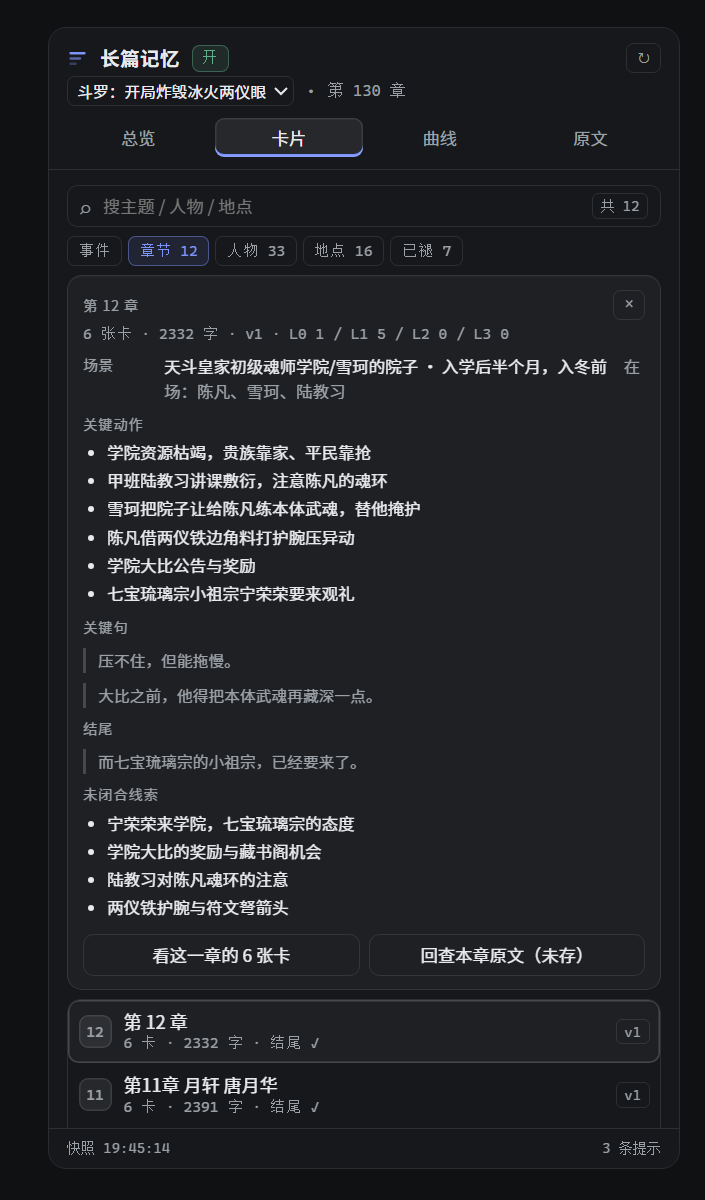 长篇记忆 开 ↻
斗罗：开局炸毁冰火两仪眼 · 第 130 章
总览 卡片 曲线 原文
搜主题 / 人物 / 地点 共 12
事件 章节 12 人物 33 地点 16 已褪 7
第 12 章 ×
6 张卡 · 2332 字 · v1 · L0 1 / L1 5 / L2 0 / L3 0
场景 天斗皇家初级魂师学院/雪珂的院子 · 入学后半个月，入冬前 在
场：陈凡、雪珂、陆教习
关键动作
• 学院资源枯竭，贵族靠家、平民靠抢
• 甲班陆教习讲课敷衍，注意陈凡的魂环
• 雪珂把院子让给陈凡练本体武魂，替他掩护
• 陈凡借两仪铁边角料打护腕压异动
• 学院大比公告与奖励
• 七宝琉璃宗小祖宗宁荣荣要来观礼
关键句
压不住，但能拖慢。
大比之前，他得把本体武魂再藏深一点。
结尾
而七宝琉璃宗的小祖宗，已经要来了。
未闭合线索
• 宁荣荣来学院，七宝琉璃宗的态度
• 学院大比的奖励与藏书阁机会
• 陆教习对陈凡魂环的注意
• 两仪铁护腕与符文弩箭头
看这一章的 6 张卡 回查本章原文（未存）
12 第 12 章 v1
6 卡 · 2332 字 · 结尾 ✓
11 第11章 月轩 唐月华 v1
6 卡 · 2391 字 · 结尾 ✓
快照 19:45:14 3 条提示